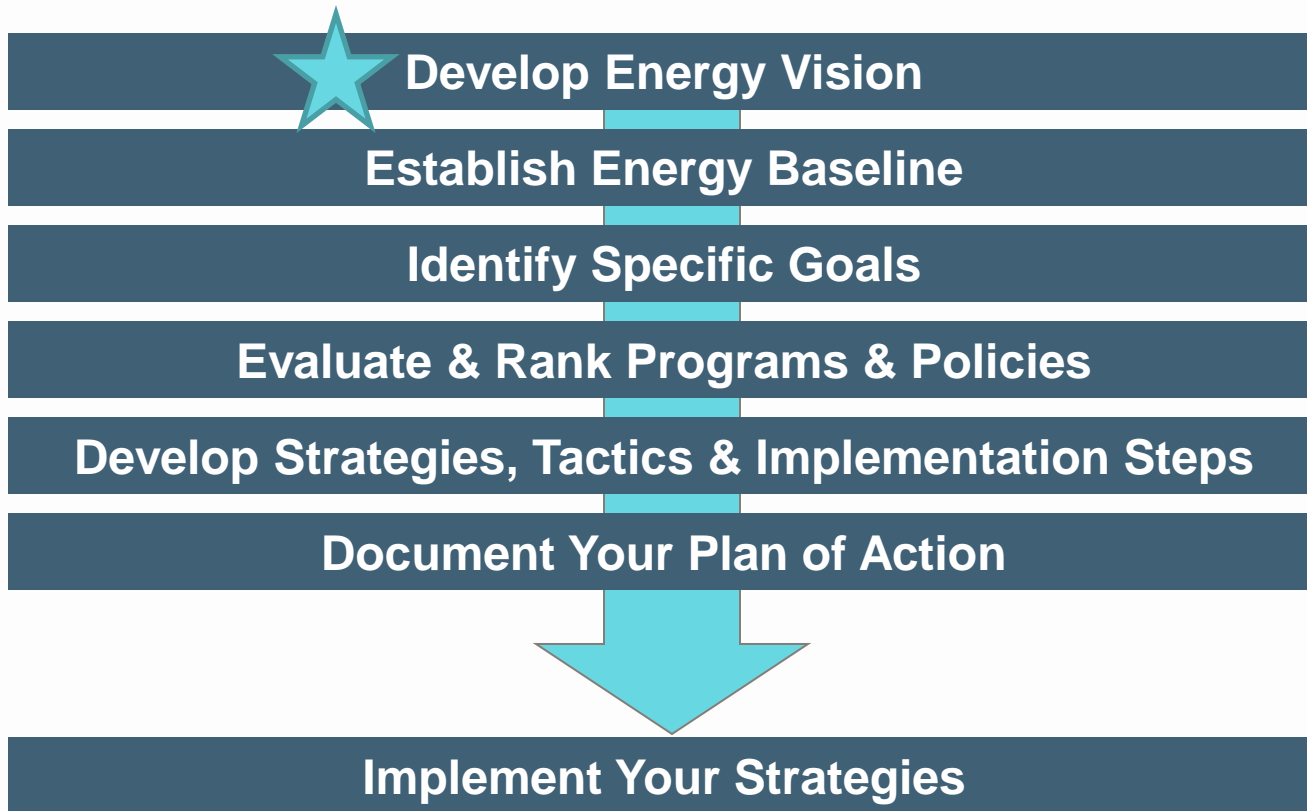 Develop Energy Vision
Establish Energy Baseline
Identify Specific Goals
Evaluate & Rank Programs & Policies
Develop Strategies, Tactics & Implementation Steps
Document Your Plan of Action
Implement Your Strategies